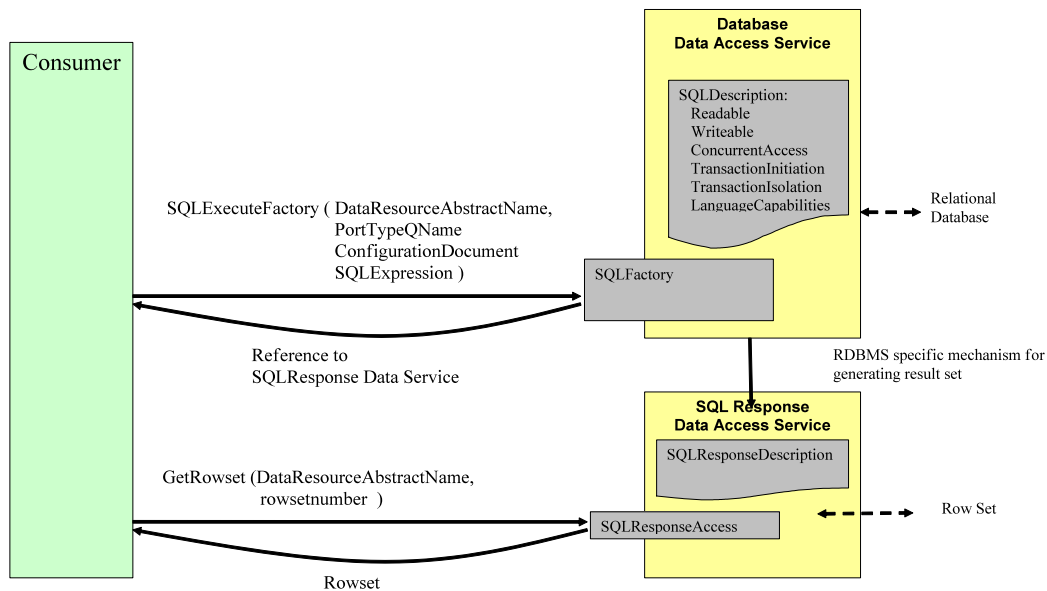 Consumer
Database
Data Access Service
SQLDescription:
Readable
Writeable
ConcurrentAccess
TransactionInitiation
TransactionIsolation
LanguageCapabilities
Relational
Database
SQLExecuteFactory ( DataResourceAbstractName,
PortTypeQName
ConfigurationDocument
SQLExpression )
SQLFactory
Reference to
SQLResponse Data Service
RDBMS specific mechanism for
generating result set
SQL Response
Data Access Service
SQLResponseDescription
GetRowset (DataResourceAbstractName,
rowsetnumber )
Row Set
SQLResponseAccess
Rowset